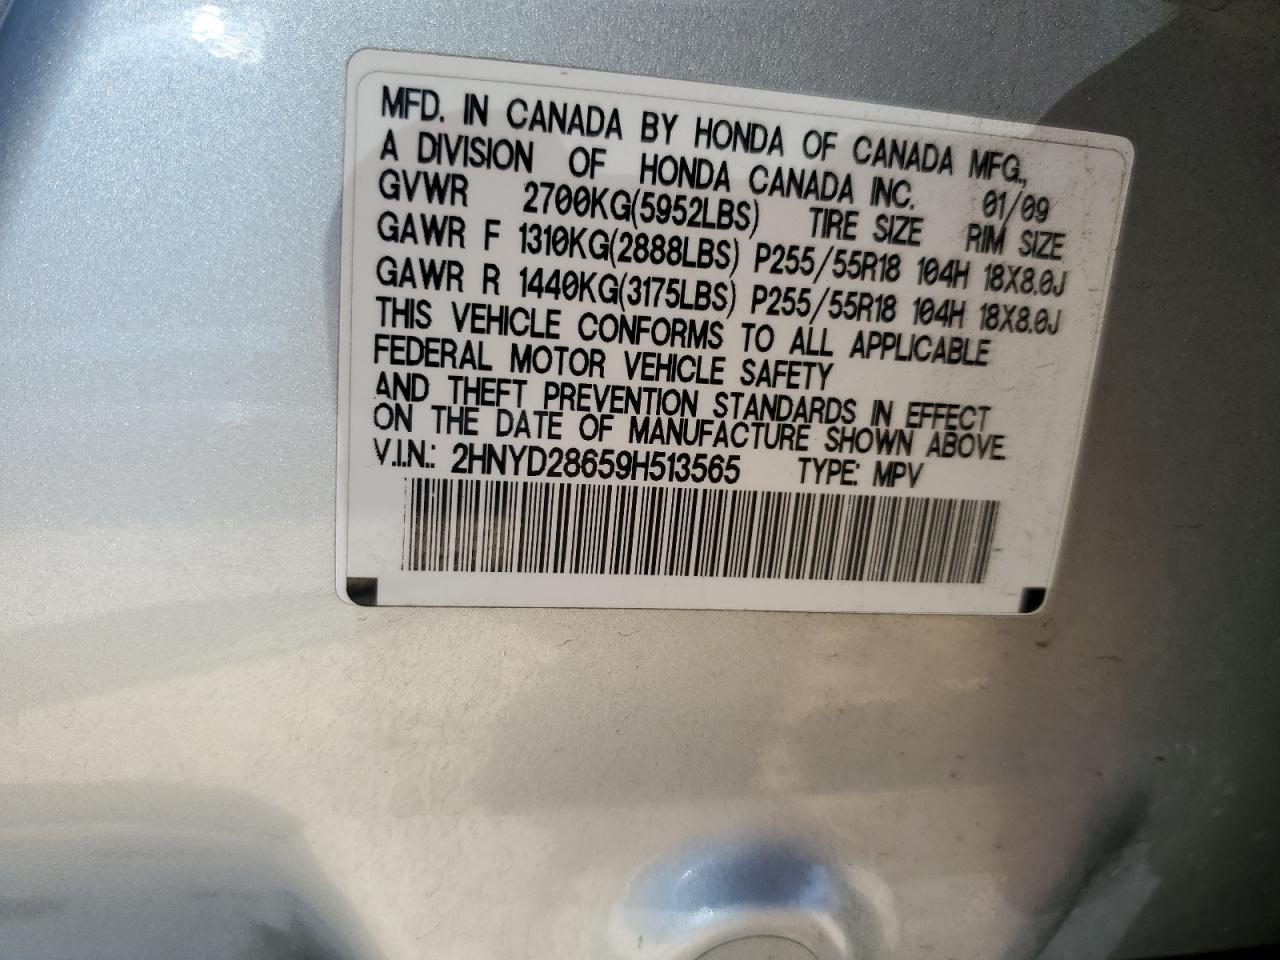 MFD. IN CANADA BY HONDA OF CANADA MFG.,
A DIVISION OF HONDA CANADA INC. 01/09
GVWR 2700KG(5952LBS) TIRE SIZE RIM SIZE
GAWR F 1310KG(2888LBS) P255/55R18 104H 18X8.0J
GAWR R 1440KG(3175LBS) P255/55R18 104H 18X8.0J
THIS VEHICLE CONFORMS TO ALL APPLICABLE
FEDERAL MOTOR VEHICLE SAFETY
AND THEFT PREVENTION STANDARDS IN EFFECT
ON THE DATE OF MANUFACTURE SHOWN ABOVE.
V.I.N.: 2HNYD28659H513565 TYPE: MPV